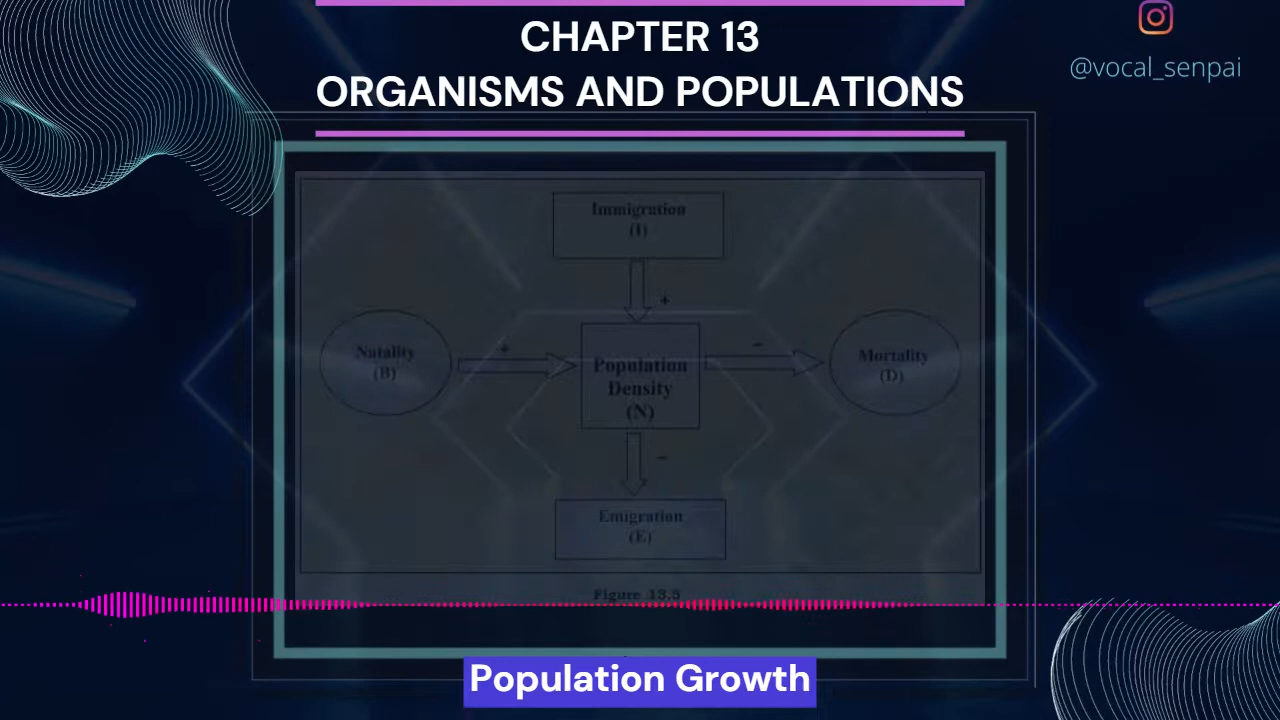 CHAPTER 13
ORGANISMS AND POPULATIONS
@vocal_senpai
Immigration
(I)
+
Natality
(B)
+
Population
Density
(N)
−
Mortality
(D)
−
Emigration
(E)
Figure 13.5
Population Growth